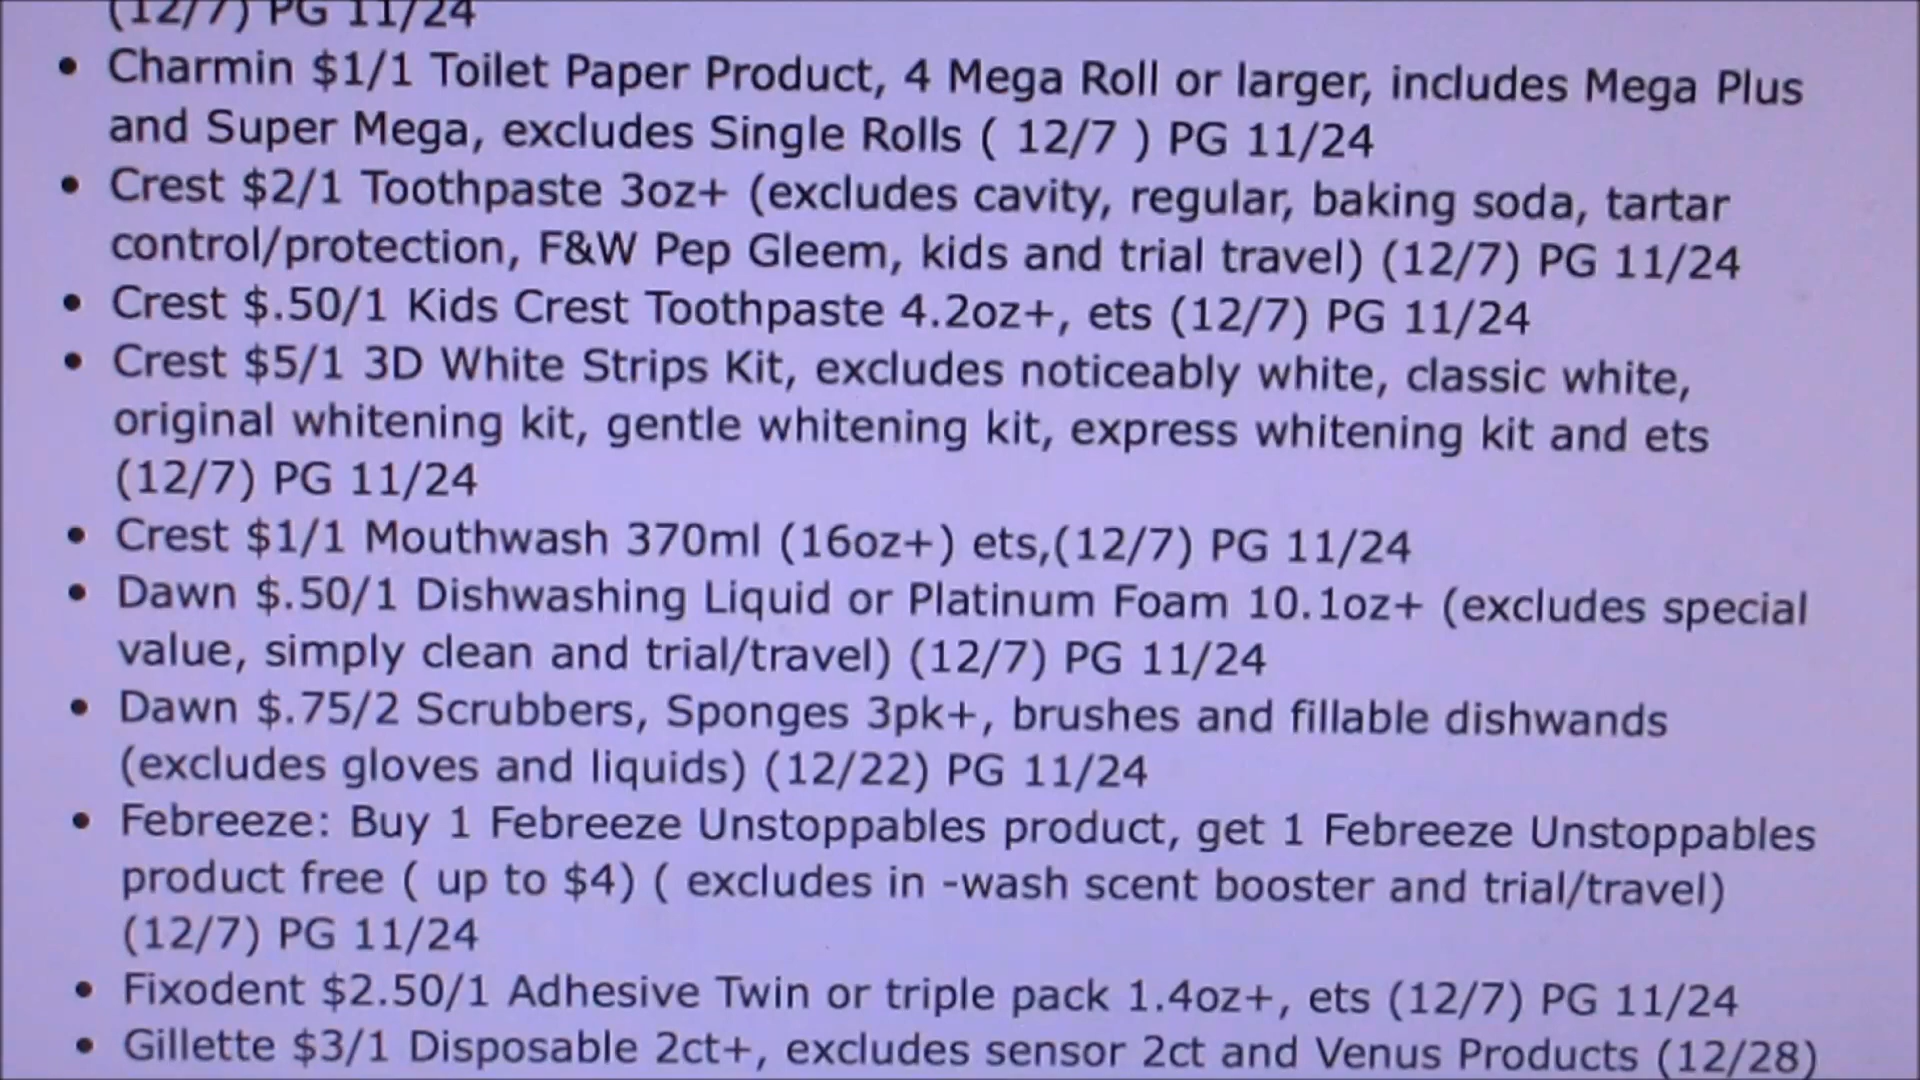 (12/7) PG 11/24
• Charmin $1/1 Toilet Paper Product, 4 Mega Roll or larger, includes Mega Plus
and Super Mega, excludes Single Rolls ( 12/7 ) PG 11/24
• Crest $2/1 Toothpaste 3oz+ (excludes cavity, regular, baking soda, tartar
control/protection, F&W Pep Gleem, kids and trial travel) (12/7) PG 11/24
• Crest $.50/1 Kids Crest Toothpaste 4.2oz+, ets (12/7) PG 11/24
• Crest $5/1 3D White Strips Kit, excludes noticeably white, classic white,
original whitening kit, gentle whitening kit, express whitening kit and ets
(12/7) PG 11/24
• Crest $1/1 Mouthwash 370ml (16oz+) ets,(12/7) PG 11/24
• Dawn $.50/1 Dishwashing Liquid or Platinum Foam 10.1oz+ (excludes special
value, simply clean and trial/travel) (12/7) PG 11/24
• Dawn $.75/2 Scrubbers, Sponges 3pk+, brushes and fillable dishwands
(excludes gloves and liquids) (12/22) PG 11/24
• Febreeze: Buy 1 Febreeze Unstoppables product, get 1 Febreeze Unstoppables
product free ( up to $4) ( excludes in -wash scent booster and trial/travel)
(12/7) PG 11/24
• Fixodent $2.50/1 Adhesive Twin or triple pack 1.4oz+, ets (12/7) PG 11/24
• Gillette $3/1 Disposable 2ct+, excludes sensor 2ct and Venus Products (12/28)